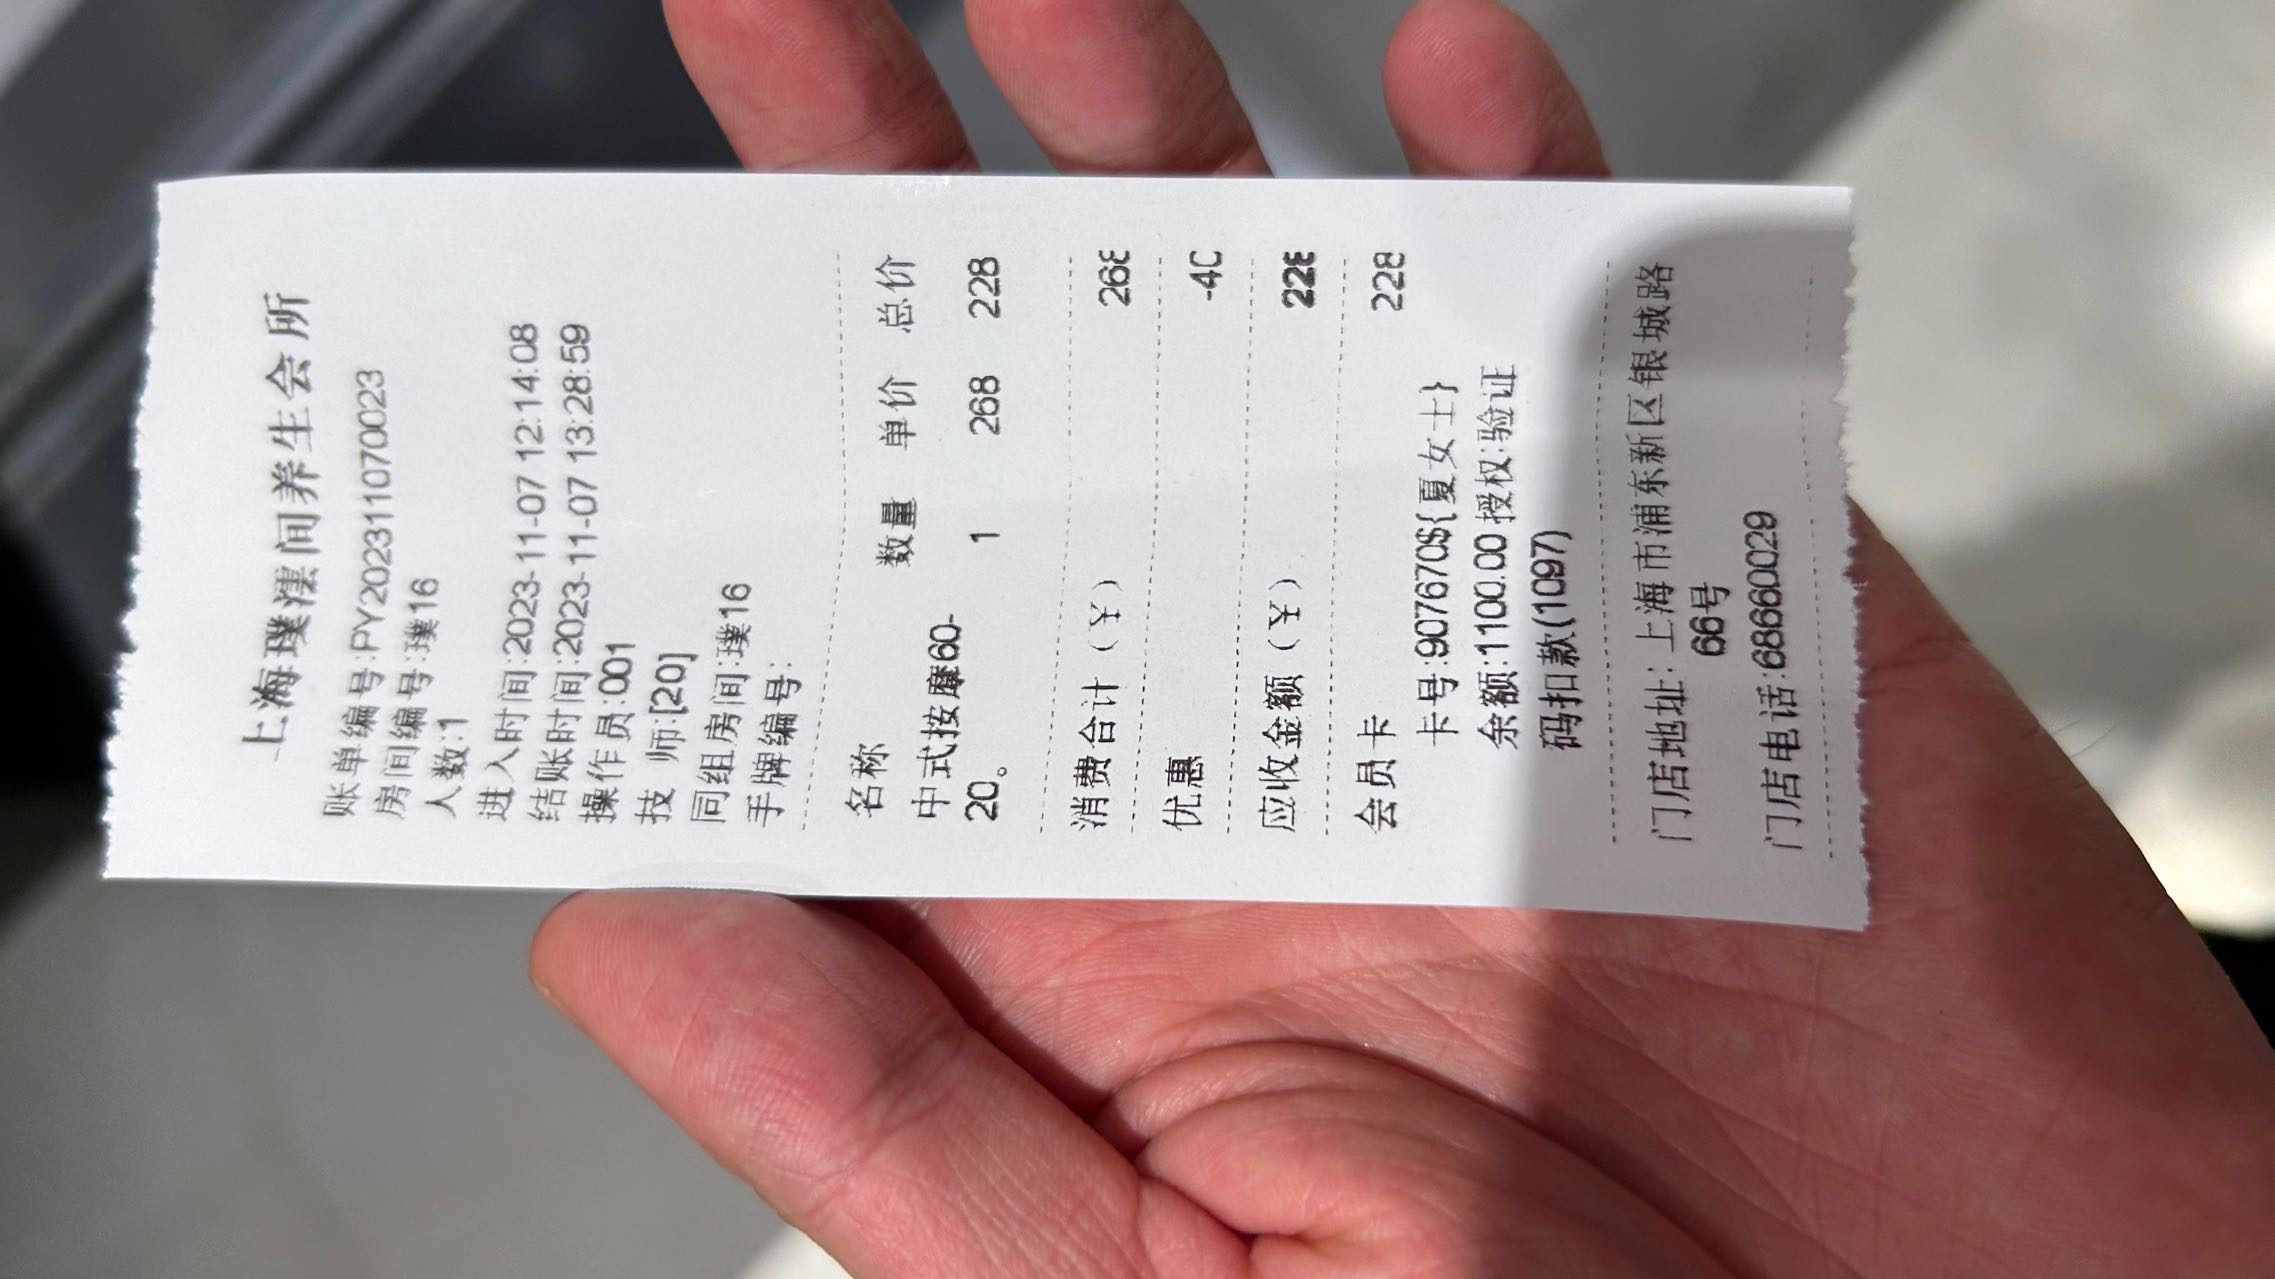 上海璞澐间养生会所
账单编号:PY202311070023
房间编号:璞16
人数:1
进入时间:2023-11-07 12:14:08
结账时间:2023-11-07 13:28:59
操作员:001
技 师:[20]
同组房间:璞16
手牌编号:
名称 数量 单价 总价
中式按摩60- 1 268 228
20。
消费合计（¥） 268
优惠 -40
应收金额（¥） 228
会员卡 228
卡号:907670${夏女士}
余额:1100.00 授权:验证
码扣款(1097)
门店地址: 上海市浦东新区银城路
66号
门店电话:68660029